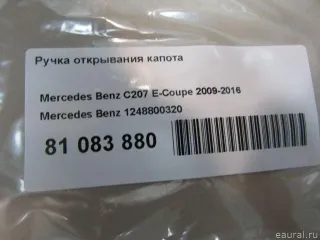 Ручка открывания капота
Mercedes Benz C207 E-Coupe 2009-2016
Mercedes Benz 1248800320
81 083 880
eaural.ru